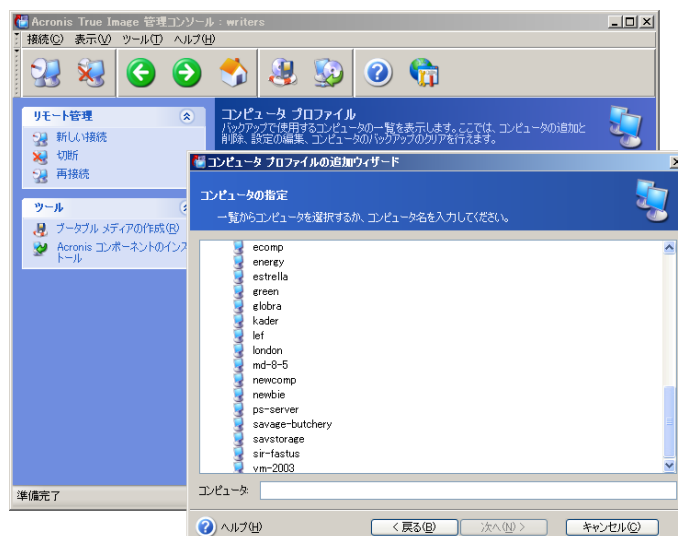 Acronis True Image 管理コンソール : writers
接続(C) 表示(V) ツール(T) ヘルプ(H)
リモート管理
新しい接続
切断
再接続
ツール
ブータブル メディアの作成(R)
Acronis コンポーネントのインス
トール
準備完了
コンピュータ プロファイル
バックアップで使用するコンピュータの一覧を表示します。ここでは、コンピュータの追加と
削除、設定の編集、コンピュータのバックアップのクリアを行えます。
コンピュータ プロファイルの追加ウィザード
コンピュータの指定
一覧からコンピュータを選択するか、コンピュータ名を入力してください。
ecomp
energy
estrella
green
globra
kader
lef
london
md-8-5
newcomp
newbie
ps-server
savage-butchery
savstorage
sir-fastus
vm-2003
コンピュータ:
ヘルプ(H)
< 戻る(B) 次へ(N) > キャンセル(C)